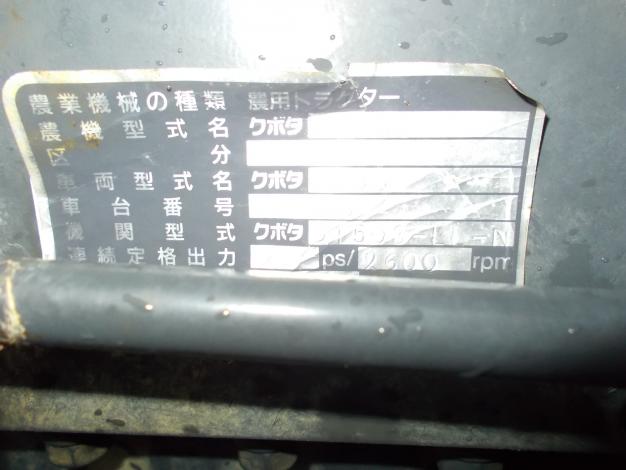 農業機械の種類 農用トラクター
農機型式名 クボタ
区分
車両型式名 クボタ
車台番号
機関型式 クボタ
連続定格出力 ps/2600 rpm